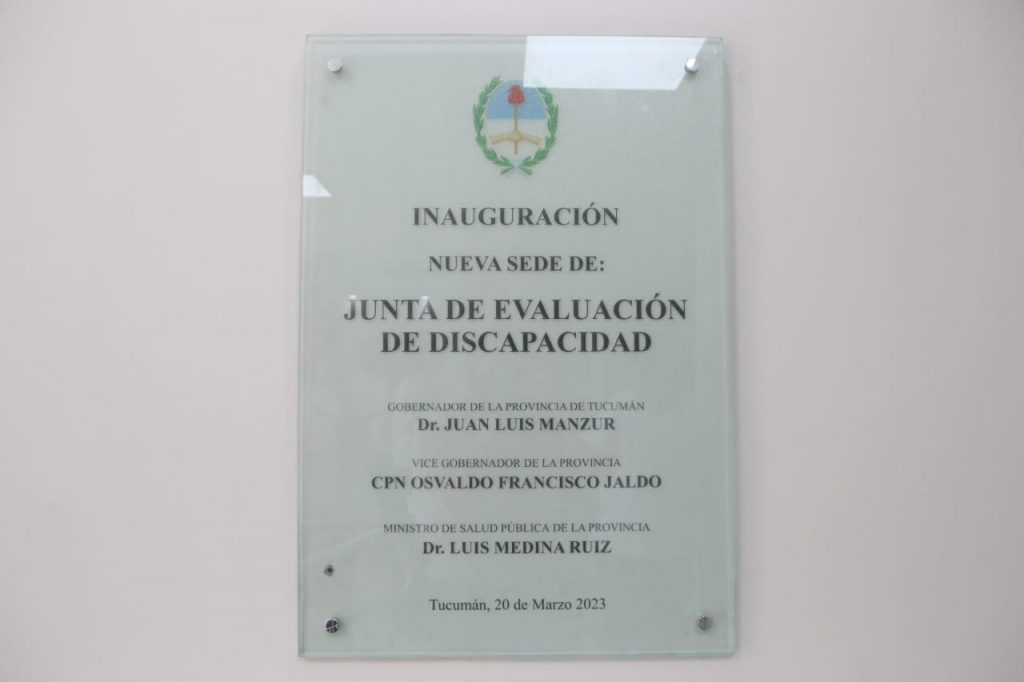 INAUGURACIÓN
NUEVA SEDE DE:
JUNTA DE EVALUACIÓN
DE DISCAPACIDAD
GOBERNADOR DE LA PROVINCIA DE TUCUMÁN
Dr. JUAN LUIS MANZUR
VICE GOBERNADOR DE LA PROVINCIA
CPN OSVALDO FRANCISCO JALDO
MINISTRO DE SALUD PÚBLICA DE LA PROVINCIA
Dr. LUIS MEDINA RUIZ
Tucumán, 20 de Marzo 2023